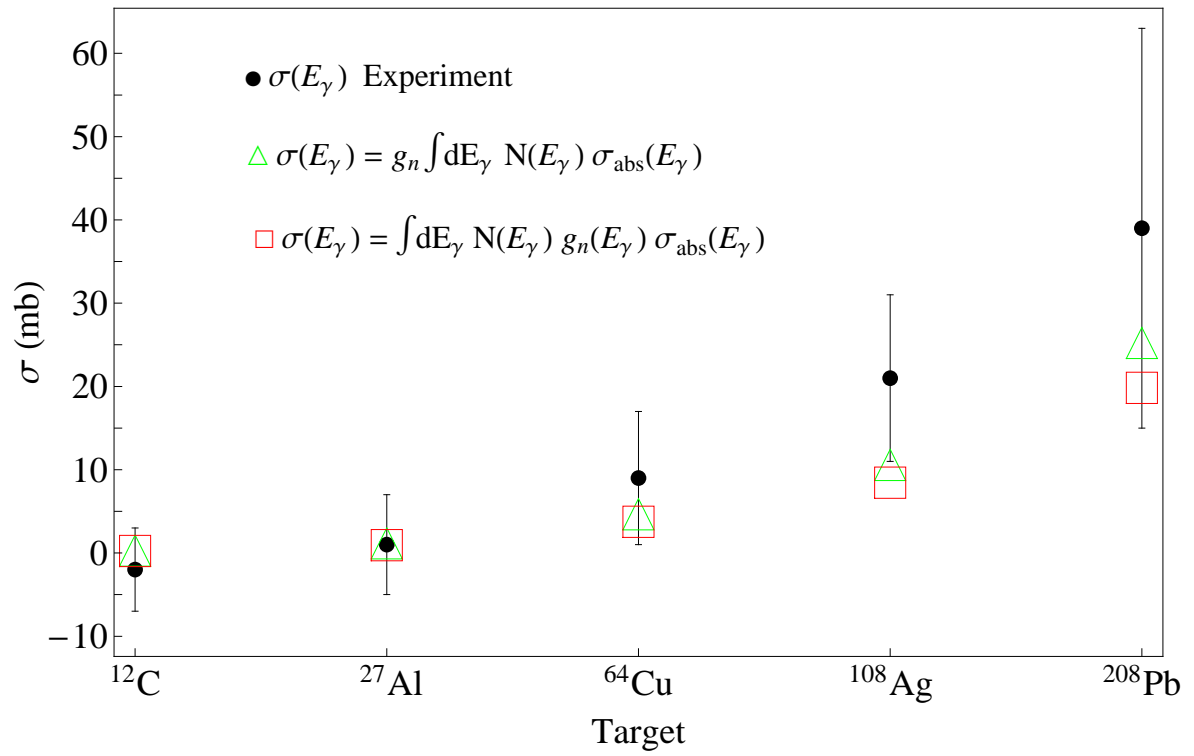 60
50
40
30
20
10
0
−10
σ (mb)
● σ(Eγ) Experiment
△ σ(Eγ) = gₙ ∫dEγ N(Eγ) σabs(Eγ)
□ σ(Eγ) = ∫dEγ N(Eγ) gₙ(Eγ) σabs(Eγ)
¹²C ²⁷Al ⁶⁴Cu ¹⁰⁸Ag ²⁰⁸Pb
Target